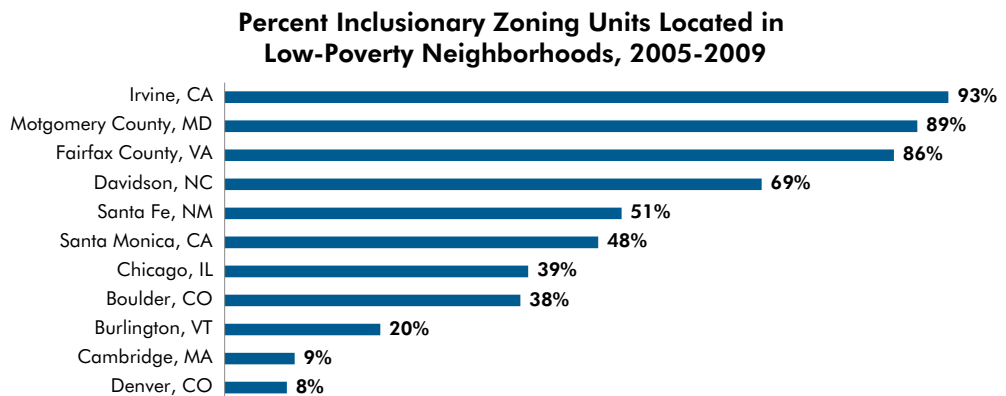 Percent Inclusionary Zoning Units Located in
Low-Poverty Neighborhoods, 2005-2009
Irvine, CA 93%
Motgomery County, MD 89%
Fairfax County, VA 86%
Davidson, NC 69%
Santa Fe, NM 51%
Santa Monica, CA 48%
Chicago, IL 39%
Boulder, CO 38%
Burlington, VT 20%
Cambridge, MA 9%
Denver, CO 8%